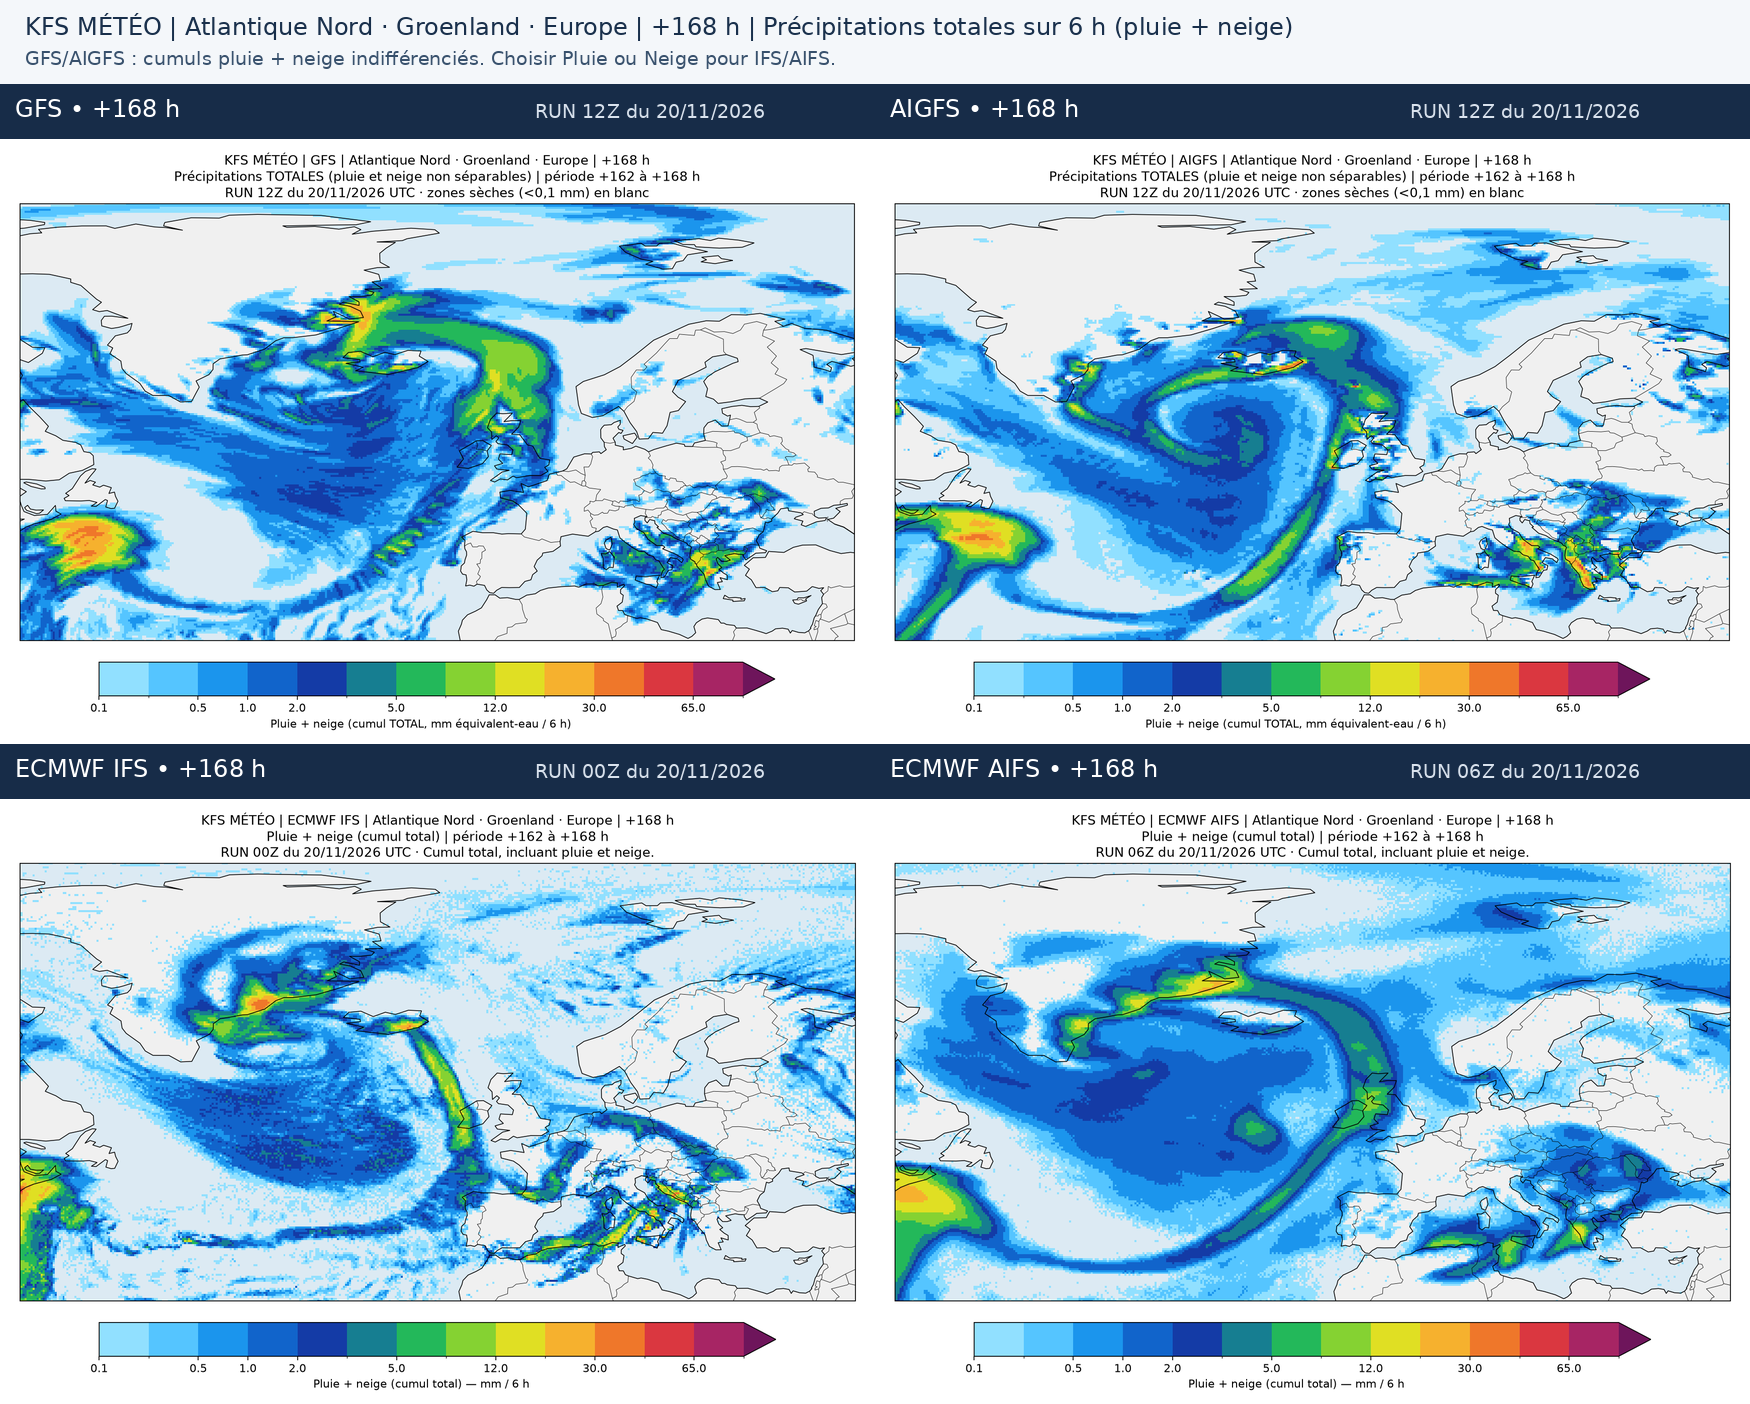 KFS MÉTÉO | Atlantique Nord · Groenland · Europe | +168 h | Précipitations totales sur 6 h (pluie + neige)
GFS/AIGFS : cumuls pluie + neige indifférenciés. Choisir Pluie ou Neige pour IFS/AIFS.
GFS • +168 h RUN 12Z du 20/11/2026
KFS MÉTÉO | GFS | Atlantique Nord · Groenland · Europe | +168 h
Précipitations TOTALES (pluie et neige non séparables) | période +162 à +168 h
RUN 12Z du 20/11/2026 UTC · zones sèches (<0,1 mm) en blanc
0.1 0.5 1.0 2.0 5.0 12.0 30.0 65.0
Pluie + neige (cumul TOTAL, mm équivalent-eau / 6 h)
AIGFS • +168 h RUN 12Z du 20/11/2026
KFS MÉTÉO | AIGFS | Atlantique Nord · Groenland · Europe | +168 h
Précipitations TOTALES (pluie et neige non séparables) | période +162 à +168 h
RUN 12Z du 20/11/2026 UTC · zones sèches (<0,1 mm) en blanc
0.1 0.5 1.0 2.0 5.0 12.0 30.0 65.0
Pluie + neige (cumul TOTAL, mm équivalent-eau / 6 h)
ECMWF IFS • +168 h RUN 00Z du 20/11/2026
KFS MÉTÉO | ECMWF IFS | Atlantique Nord · Groenland · Europe | +168 h
Pluie + neige (cumul total) | période +162 à +168 h
RUN 00Z du 20/11/2026 UTC · Cumul total, incluant pluie et neige.
0.1 0.5 1.0 2.0 5.0 12.0 30.0 65.0
Pluie + neige (cumul total) — mm / 6 h
ECMWF AIFS • +168 h RUN 06Z du 20/11/2026
KFS MÉTÉO | ECMWF AIFS | Atlantique Nord · Groenland · Europe | +168 h
Pluie + neige (cumul total) | période +162 à +168 h
RUN 06Z du 20/11/2026 UTC · Cumul total, incluant pluie et neige.
0.1 0.5 1.0 2.0 5.0 12.0 30.0 65.0
Pluie + neige (cumul total) — mm / 6 h